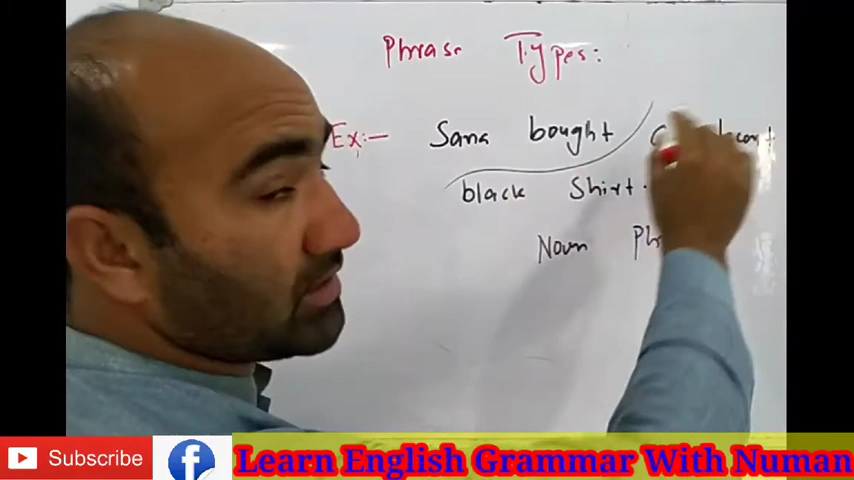 Phrase Types:
Ex:- Sana bought
black Shirt.
Noun
Subscribe
f Learn English Grammar With Numan